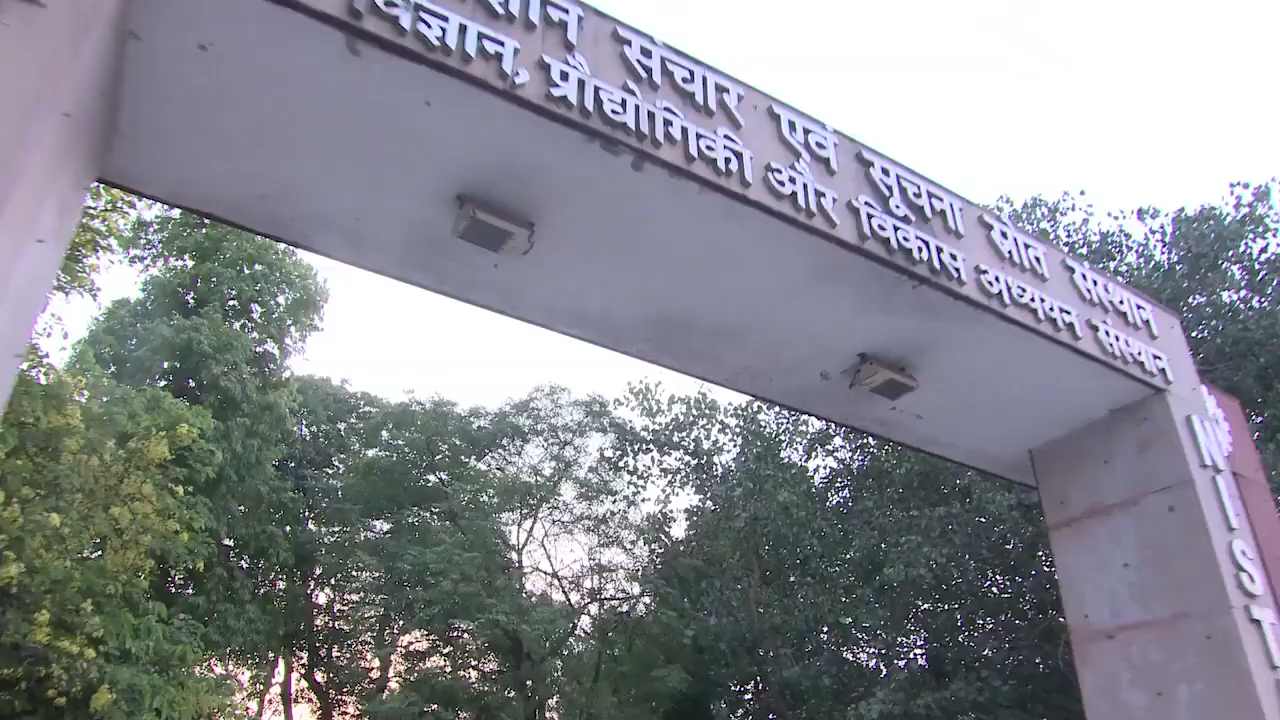 संचार एवं सूचना स्रोत संस्थान
विज्ञान, प्रौद्योगिकी और विकास अध्ययन संस्थान
NIST